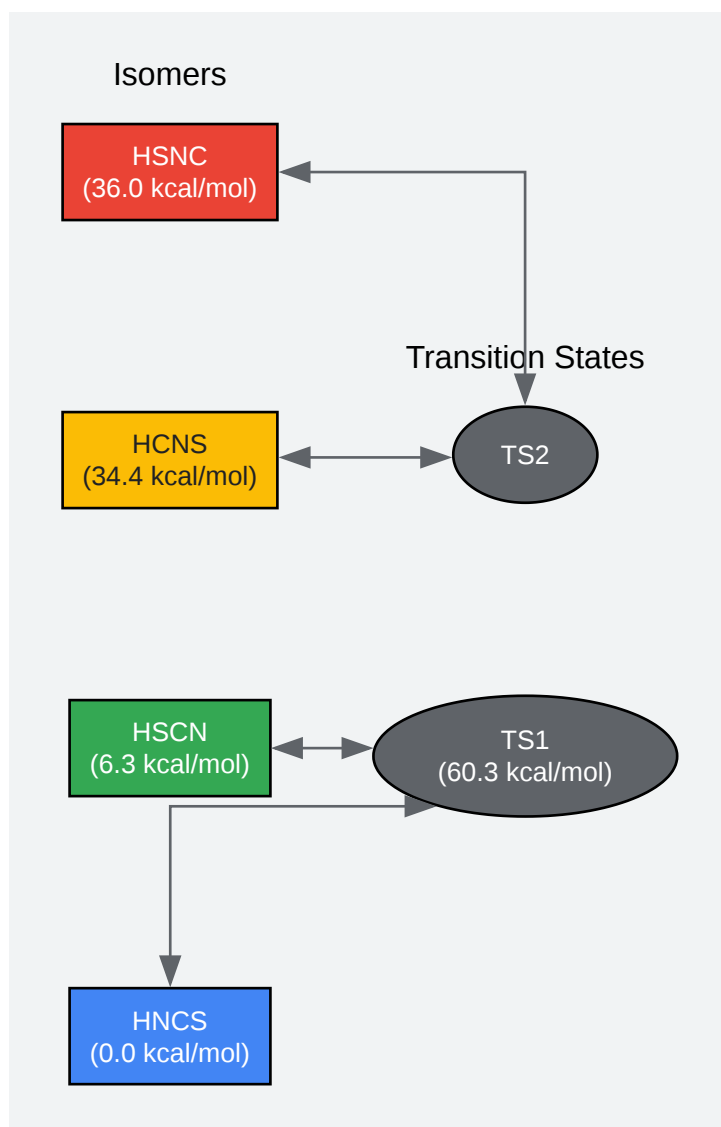 Isomers
HSNC
(36.0 kcal/mol)
Transition States
HCNS
(34.4 kcal/mol)
TS2
HSCN
(6.3 kcal/mol)
TS1
(60.3 kcal/mol)
HNCS
(0.0 kcal/mol)